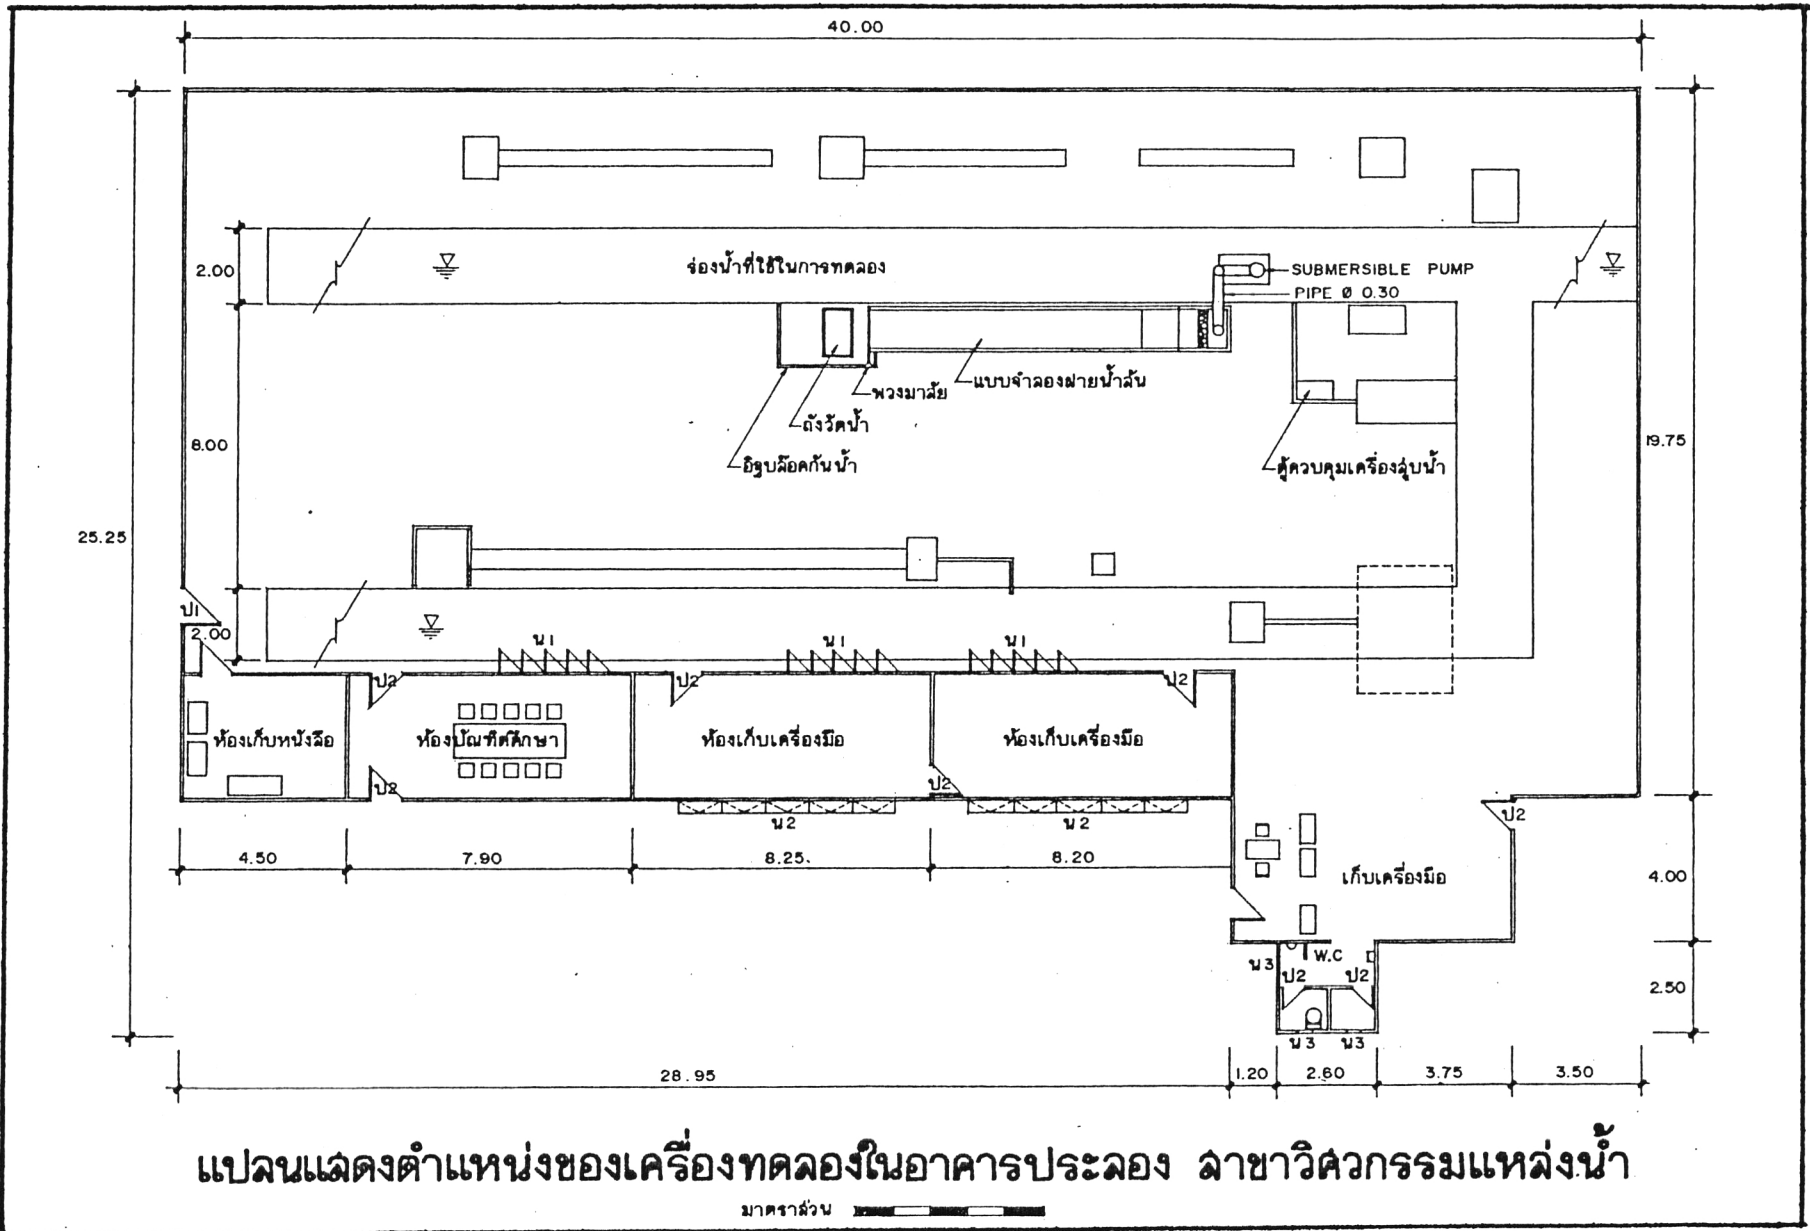 40.00
2.00
ร่องน้ำที่ใช้ในการทดลอง
SUBMERSIBLE PUMP
PIPE Ø 0.30
แบบจำลองฝายน้ำล้น
พวงมาลัย
ถังวัดน้ำ
อิฐบล๊อคกันน้ำ
ตู้ควบคุมเครื่องสูบน้ำ
8.00
19.75
25.25
ป1
2.00
น1
น1
น1
ป2
ป2
ป2
ห้องเก็บหนังสือ
ห้องบัณฑิตศึกษา
ห้องเก็บเครื่องมือ
ห้องเก็บเครื่องมือ
ป2
ป2
น2
น2
ป2
4.50
7.90
8.25
8.20
เก็บเครื่องมือ
4.00
น3
W.C
ป2
ป2
2.50
น3
น3
28.95
1.20
2.60
3.75
3.50
แปลนแสดงตำแหน่งของเครื่องทดลองในอาคารประลอง สาขาวิศวกรรมแหล่งน้ำ
มาตราส่วน